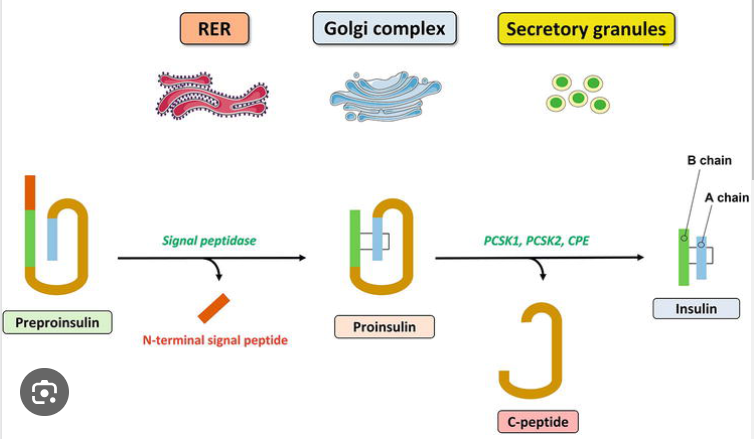 RER
Golgi complex
Secretory granules
B chain
A chain
Signal peptidase
PCSK1, PCSK2, CPE
Preproinsulin
N-terminal signal peptide
Proinsulin
Insulin
C-peptide